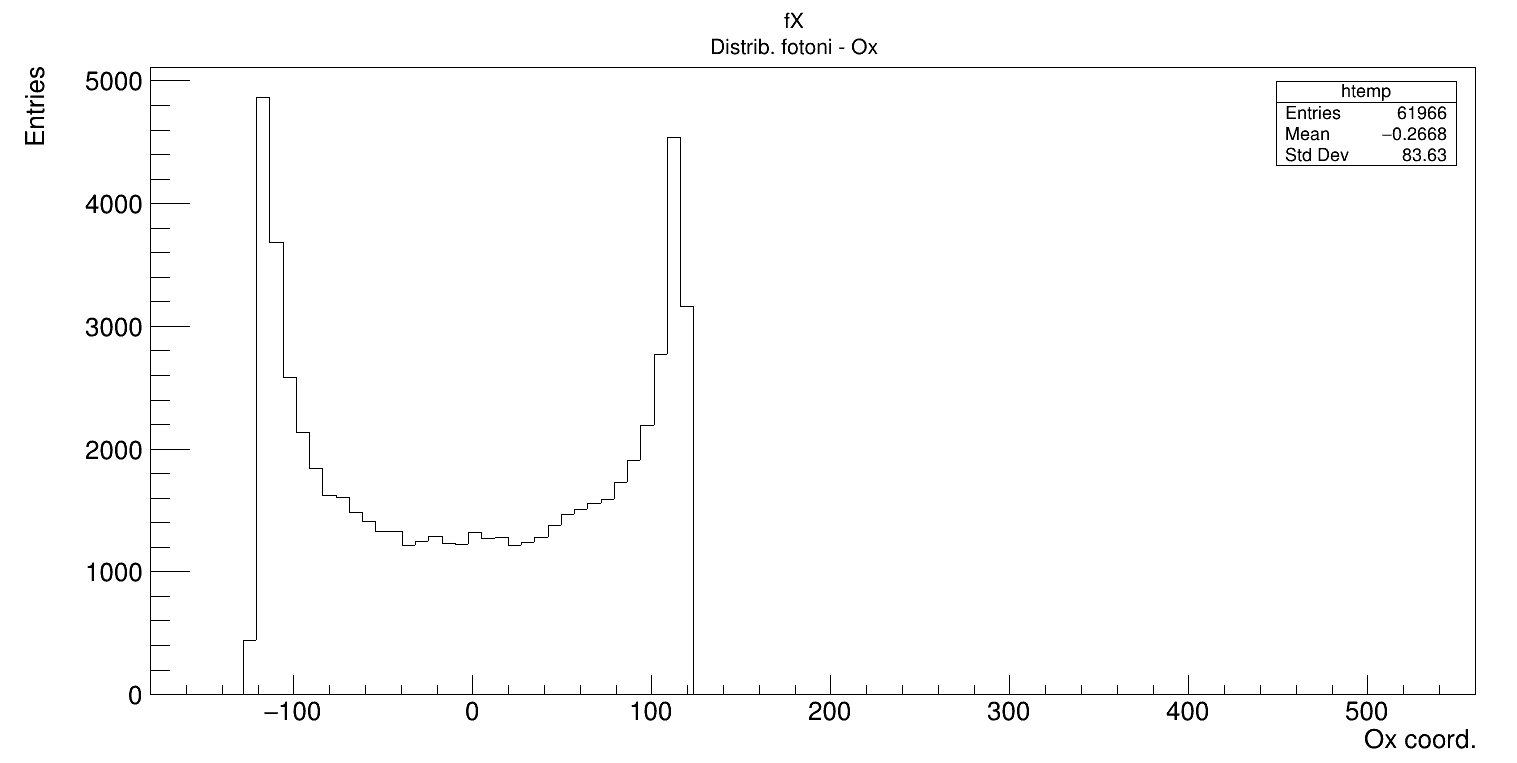 fX
Distrib. fotoni - Ox
Entries
5000
4000
3000
2000
1000
0
htemp
Entries 61966
Mean −0.2668
Std Dev 83.63
−100 0 100 200 300 400 500
Ox coord.